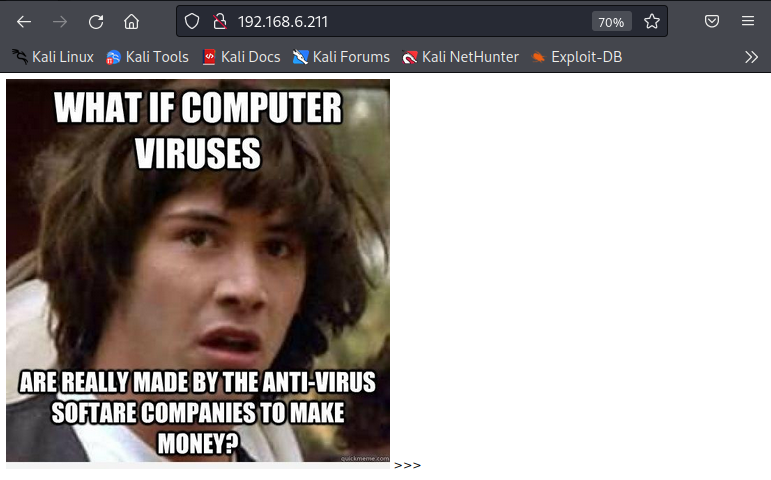 192.168.6.211
70%
Kali Linux Kali Tools Kali Docs Kali Forums Kali NetHunter Exploit-DB
WHAT IF COMPUTER
VIRUSES
ARE REALLY MADE BY THE ANTI-VIRUS
SOFTARE COMPANIES TO MAKE
MONEY?
quickmeme.com
>>>